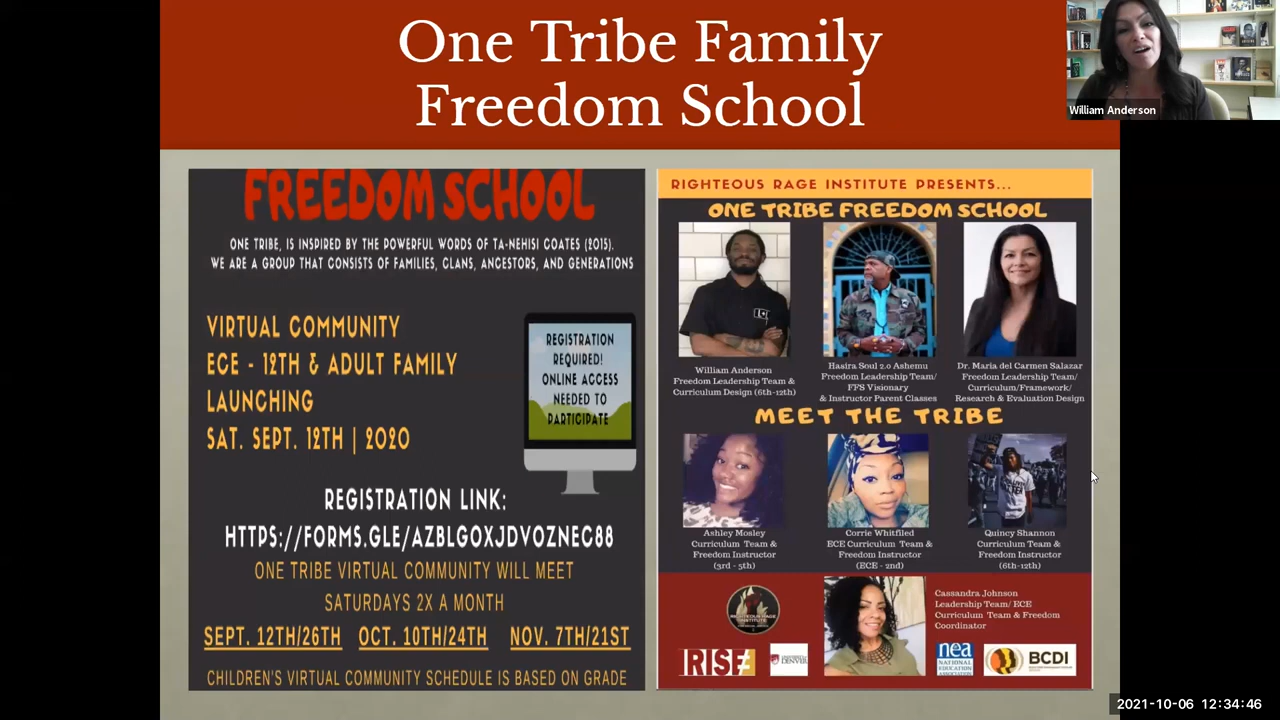 One Tribe Family
Freedom School
William Anderson
FREEDOM SCHOOL
ONE TRIBE, IS INSPIRED BY THE POWERFUL WORDS OF TA-NEHISI COATES (2015).
WE ARE A GROUP THAT CONSISTS OF FAMILIES, CLANS, ANCESTORS, AND GENERATIONS
VIRTUAL COMMUNITY
ECE - 12TH & ADULT FAMILY
LAUNCHING
SAT. SEPT. 12TH | 2020
REGISTRATION
REQUIRED!
ONLINE ACCESS
NEEDED TO
PARTICIPATE
REGISTRATION LINK:
HTTPS://FORMS.GLE/AZBLGOXJDVOZNEC88
ONE TRIBE VIRTUAL COMMUNITY WILL MEET
SATURDAYS 2X A MONTH
SEPT. 12TH/26TH OCT. 10TH/24TH NOV. 7TH/21ST
CHILDREN'S VIRTUAL COMMUNITY SCHEDULE IS BASED ON GRADE
RIGHTEOUS RAGE INSTITUTE PRESENTS...
ONE TRIBE FREEDOM SCHOOL
William Anderson
Freedom Leadership Team &
Curriculum Design (6th-12th)
Hasira Soul 2.0 Ashemu
Freedom Leadership Team/
FFS Visionary
& Instructor Parent Classes
Dr. Maria del Carmen Salazar
Freedom Leadership Team/
Curriculum/Framework/
Research & Evaluation Design
MEET THE TRIBE
Ashley Mosley
Curriculum Team &
Freedom Instructor
(3rd - 5th)
Corrie Whitfiled
ECE Curriculum Team &
Freedom Instructor
(ECE - 2nd)
Quincy Shannon
Curriculum Team &
Freedom Instructor
(6th-12th)
Cassandra Johnson
Leadership Team/ ECE
Curriculum Team & Freedom
Coordinator
RIGHTEOUS RAGE
INSTITUTE
RISE
UNIVERSITY of
DENVER
nea
NATIONAL
EDUCATION
ASSOCIATION
BCDI
2021-10-06 12:34:46